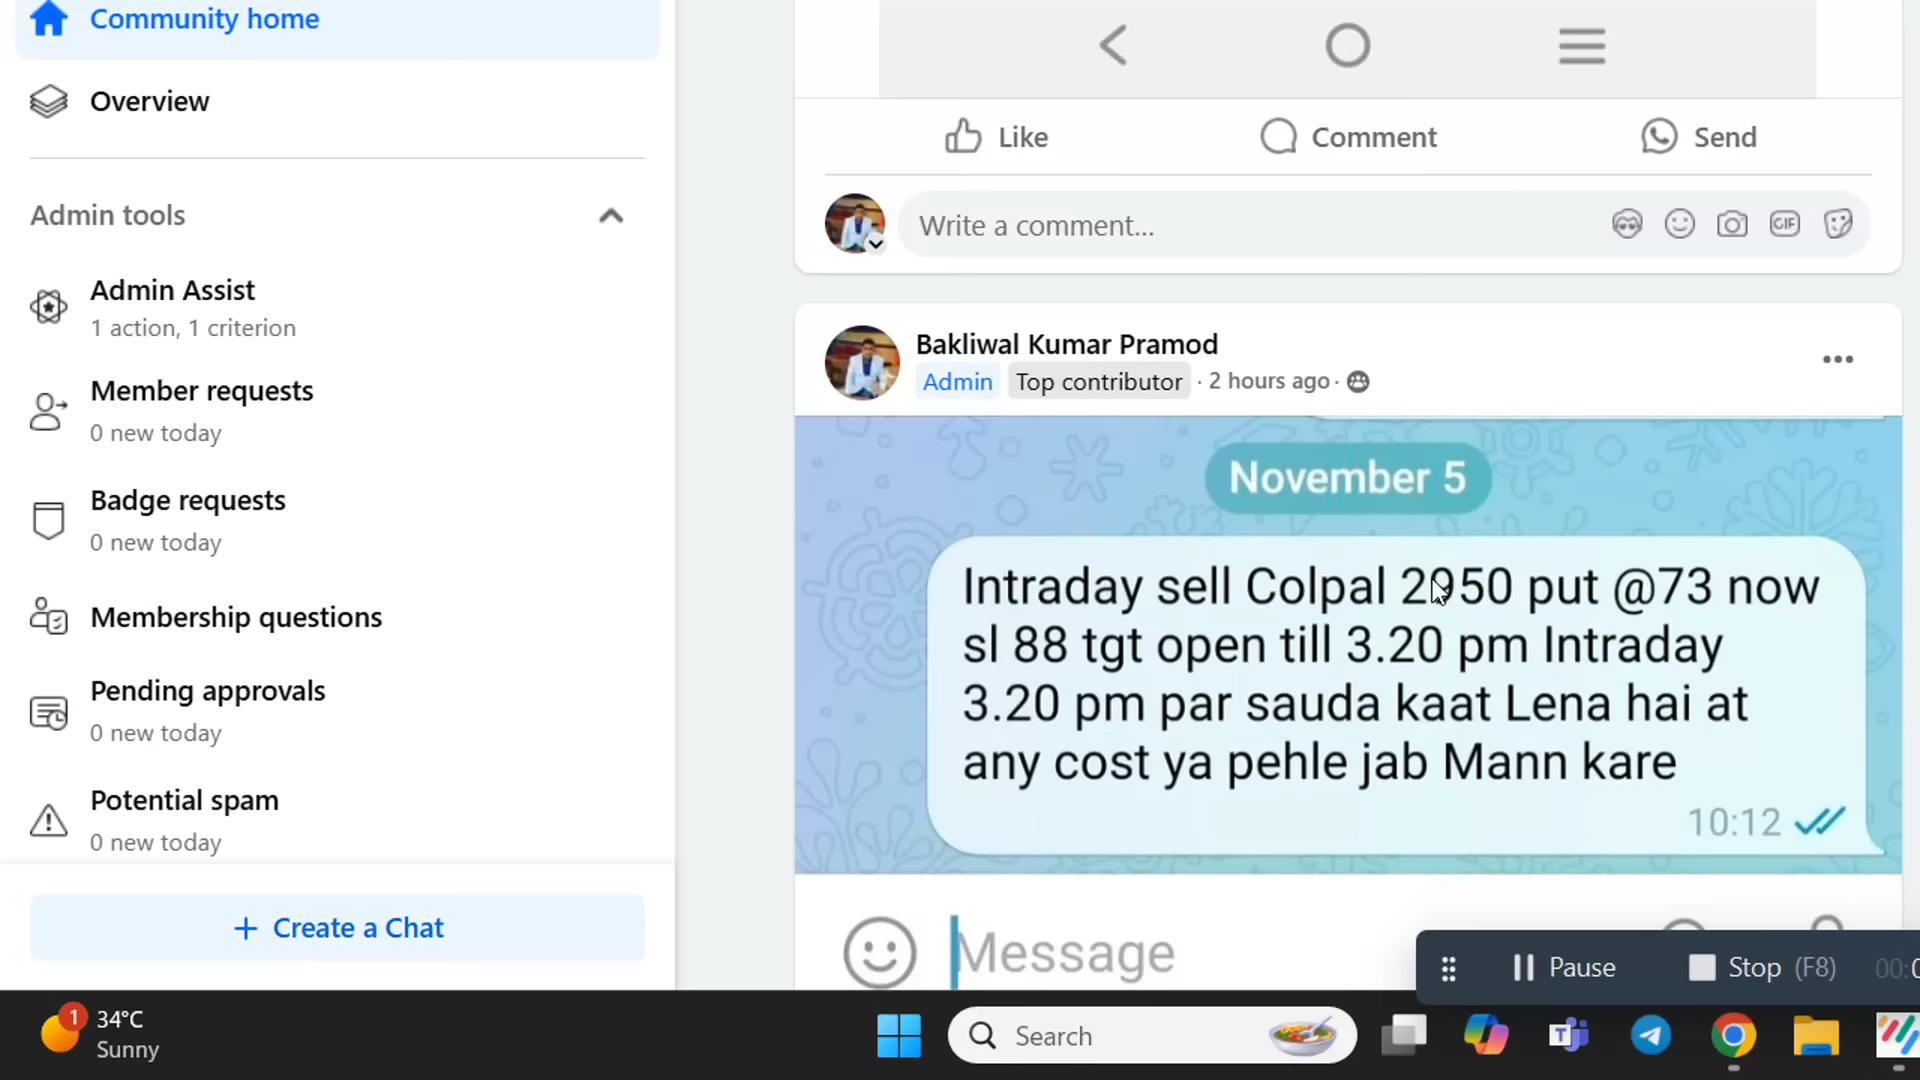 Community home
Overview
Admin tools
Admin Assist
1 action, 1 criterion
Member requests
0 new today
Badge requests
0 new today
Membership questions
Pending approvals
0 new today
Potential spam
0 new today
+ Create a Chat
Like
Comment
Send
Write a comment...
GIF
Bakliwal Kumar Pramod
Admin Top contributor · 2 hours ago ·
November 5
Intraday sell Colpal 2950 put @73 now
sl 88 tgt open till 3.20 pm Intraday
3.20 pm par sauda kaat Lena hai at
any cost ya pehle jab Mann kare
10:12
Message
Pause
Stop (F8)
1
34°C
Sunny
Search